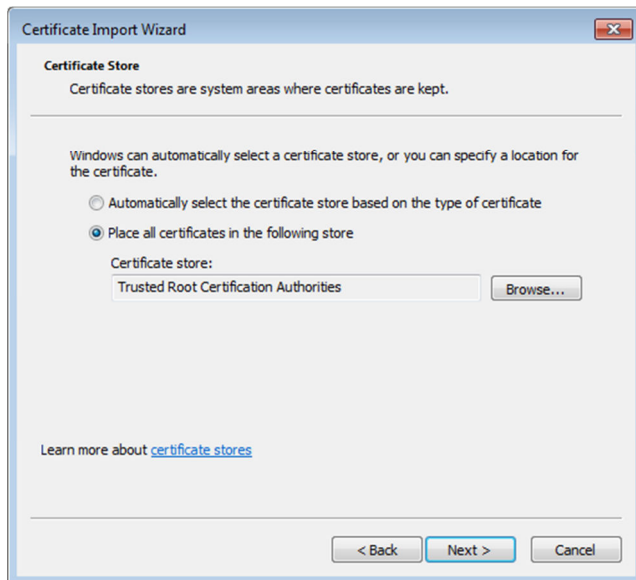 Certificate Import Wizard
Certificate Store
Certificate stores are system areas where certificates are kept.
Windows can automatically select a certificate store, or you can specify a location for
the certificate.
Automatically select the certificate store based on the type of certificate
Place all certificates in the following store
Certificate store:
Trusted Root Certification Authorities
Browse...
Learn more about certificate stores
< Back Next > Cancel